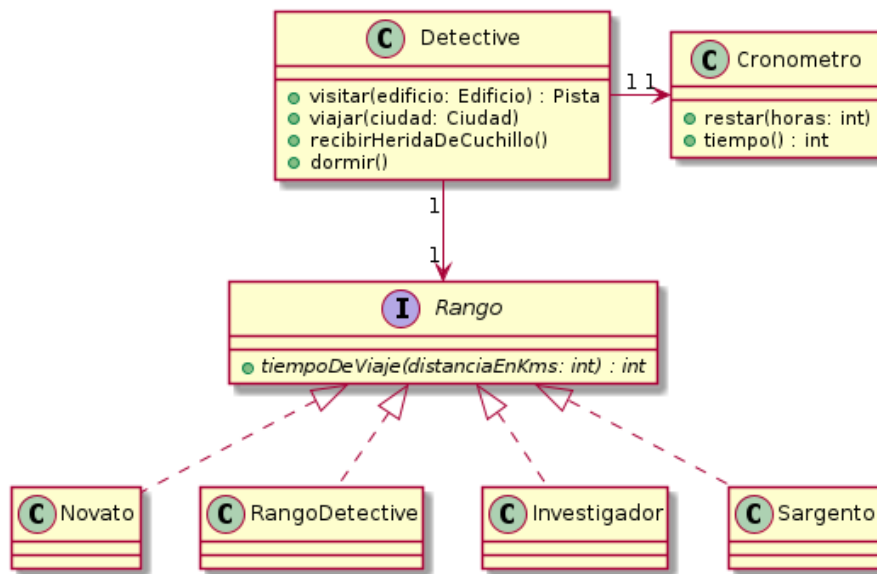 C Detective
visitar(edificio: Edificio) : Pista
viajar(ciudad: Ciudad)
recibirHeridaDeCuchillo()
dormir()
1 1
C Cronometro
restar(horas: int)
tiempo() : int
1
1
I Rango
tiempoDeViaje(distanciaEnKms: int) : int
C Novato
C RangoDetective
C Investigador
C Sargento